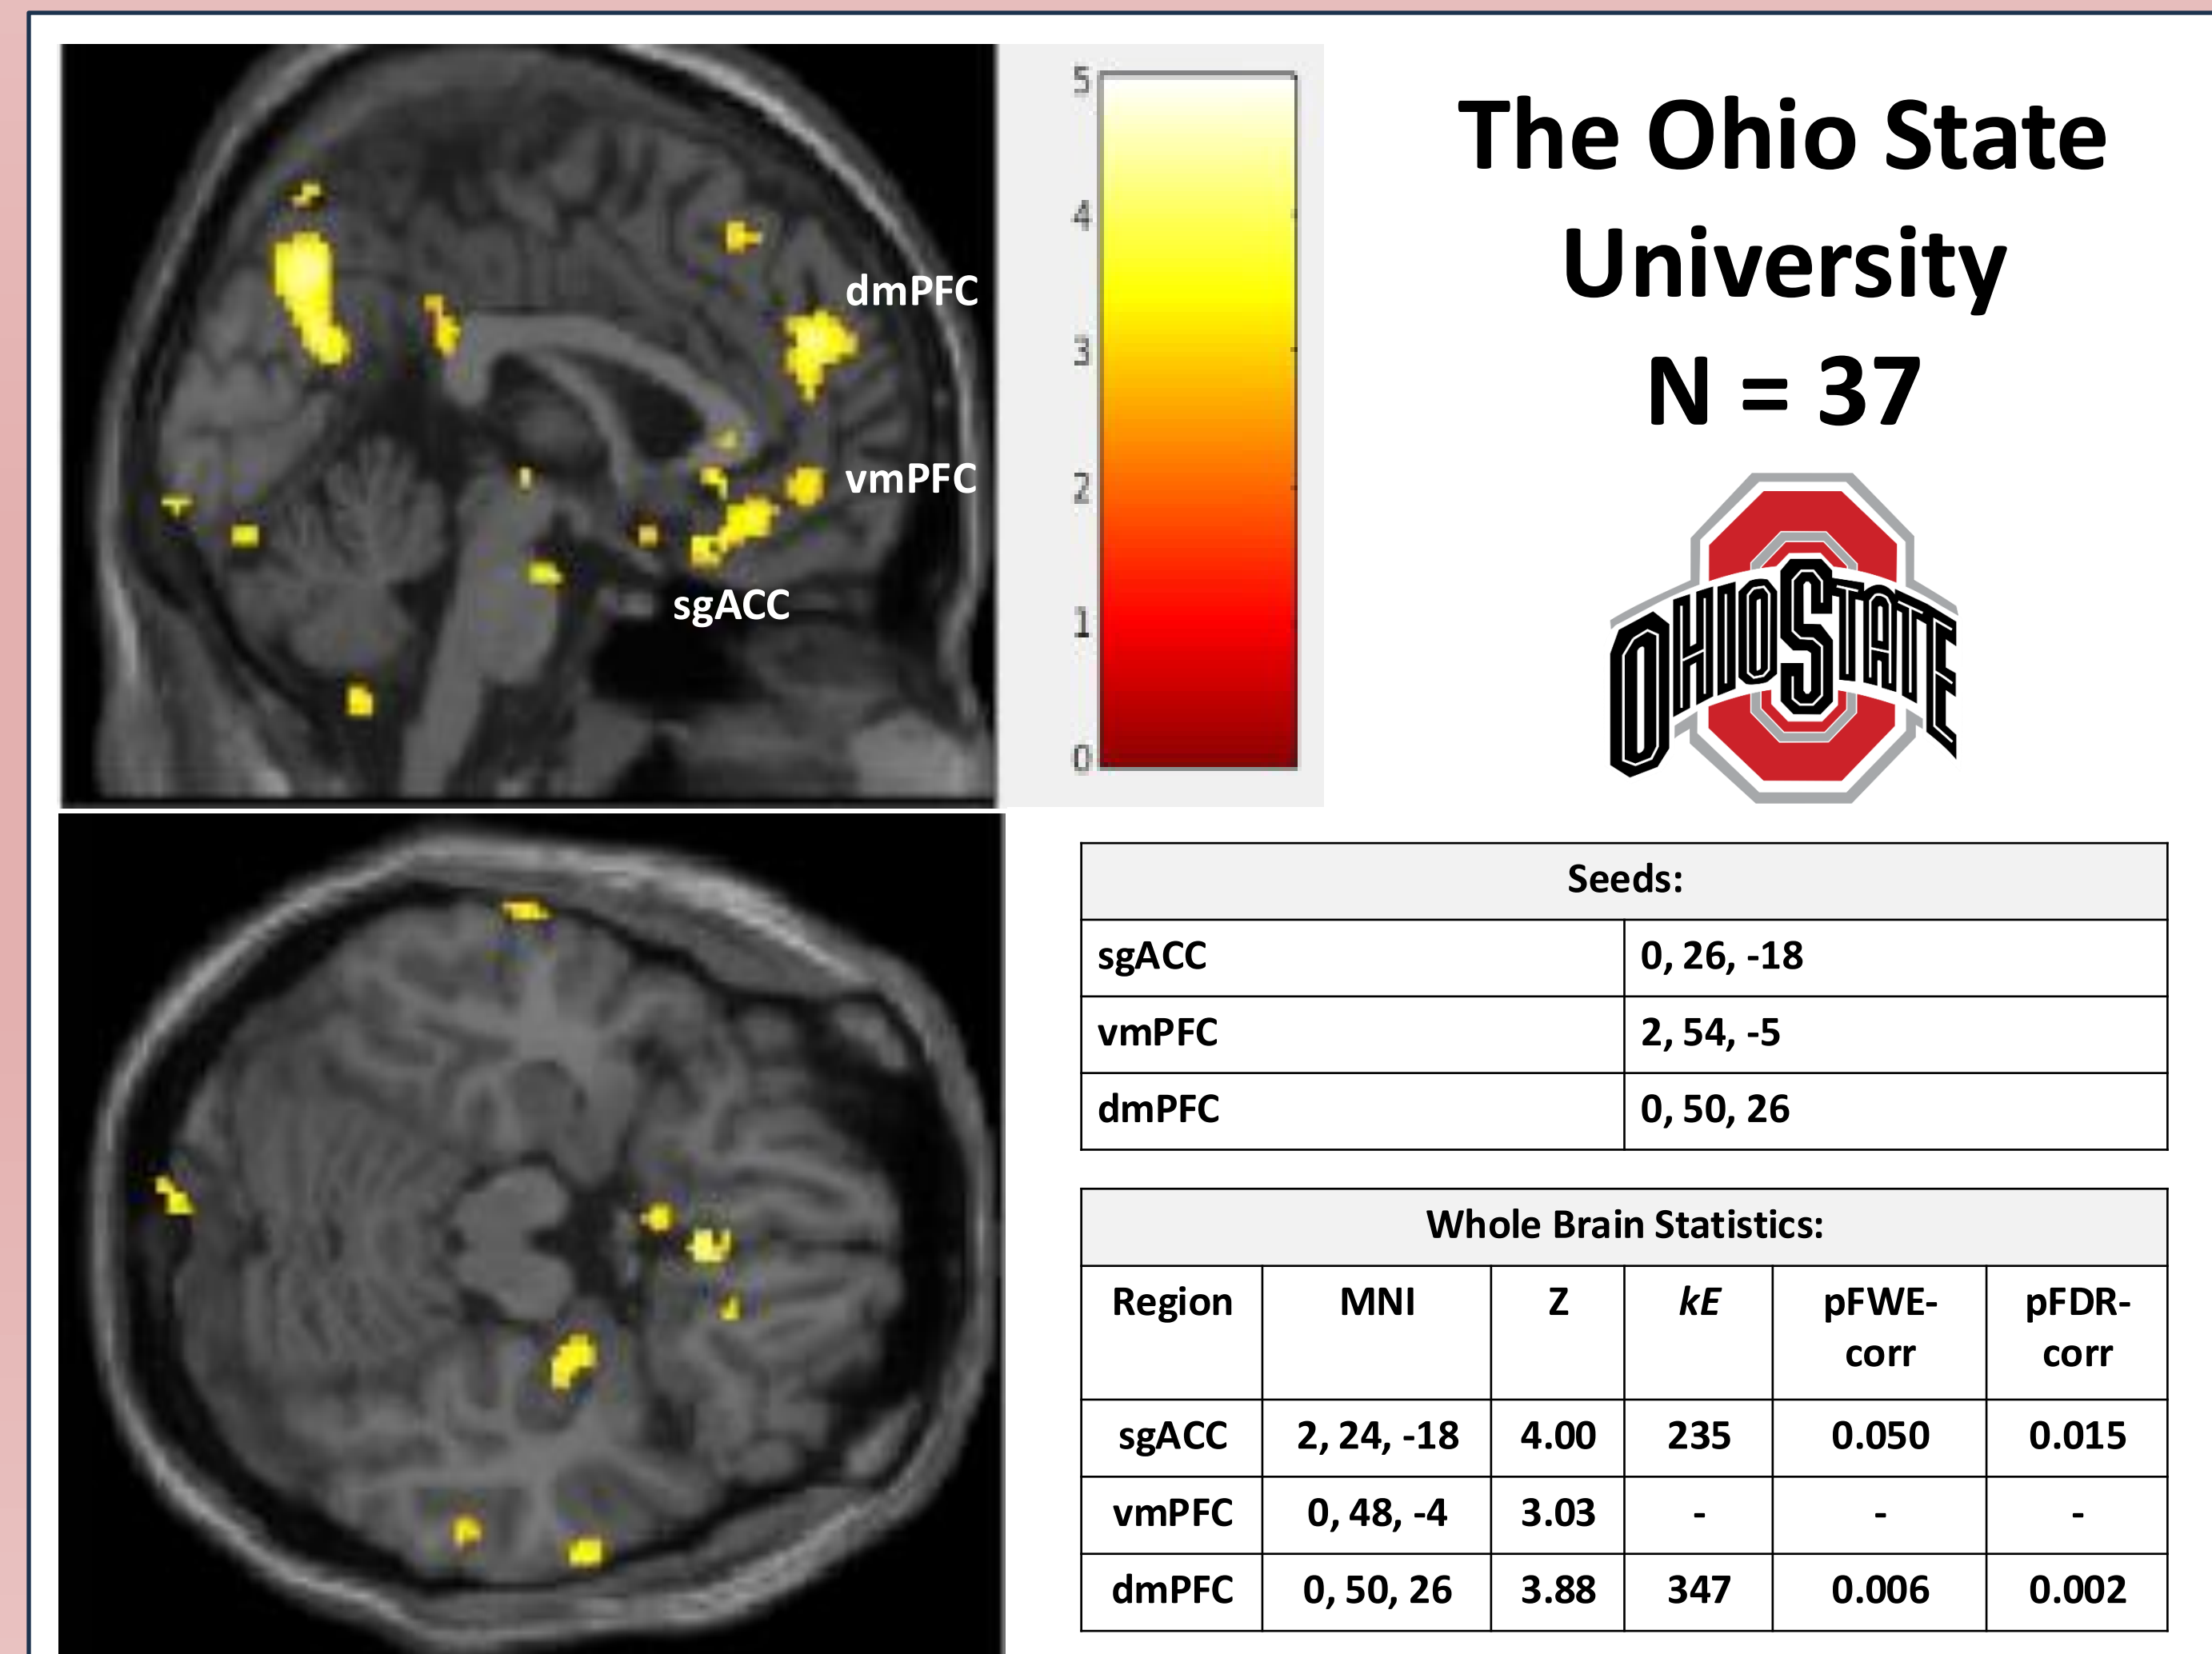 dmPFC
vmPFC
sgACC
5
4
3
2
1
0
The Ohio State
University
N = 37
OHIO STATE
Seeds:
sgACC 0, 26, -18
vmPFC 2, 54, -5
dmPFC 0, 50, 26
Whole Brain Statistics:
Region MNI Z kE pFWE- pFDR-
corr corr
sgACC 2, 24, -18 4.00 235 0.050 0.015
vmPFC 0, 48, -4 3.03 - - -
dmPFC 0, 50, 26 3.88 347 0.006 0.002